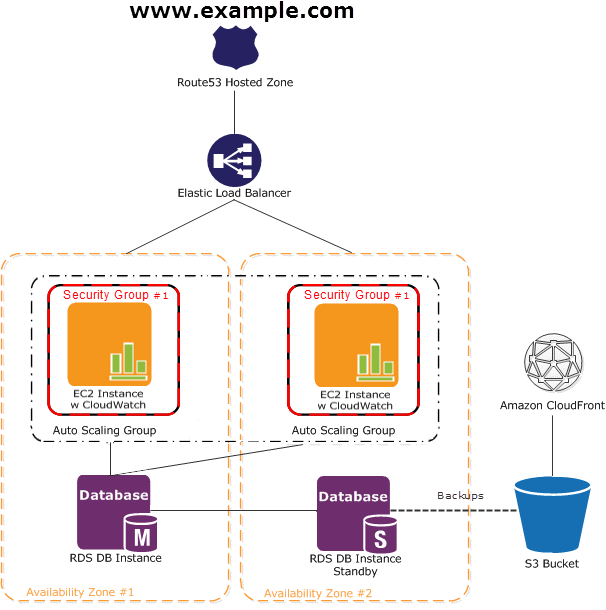 www.example.com
Route53 Hosted Zone
Elastic Load Balancer
Security Group #1
Security Group #1
EC2 Instance
w CloudWatch
EC2 Instance
w CloudWatch
Auto Scaling Group
Auto Scaling Group
Amazon CloudFront
Database
M
RDS DB Instance
Database
S
RDS DB Instance
Standby
Backups
S3 Bucket
Availability Zone #1
Availability Zone #2